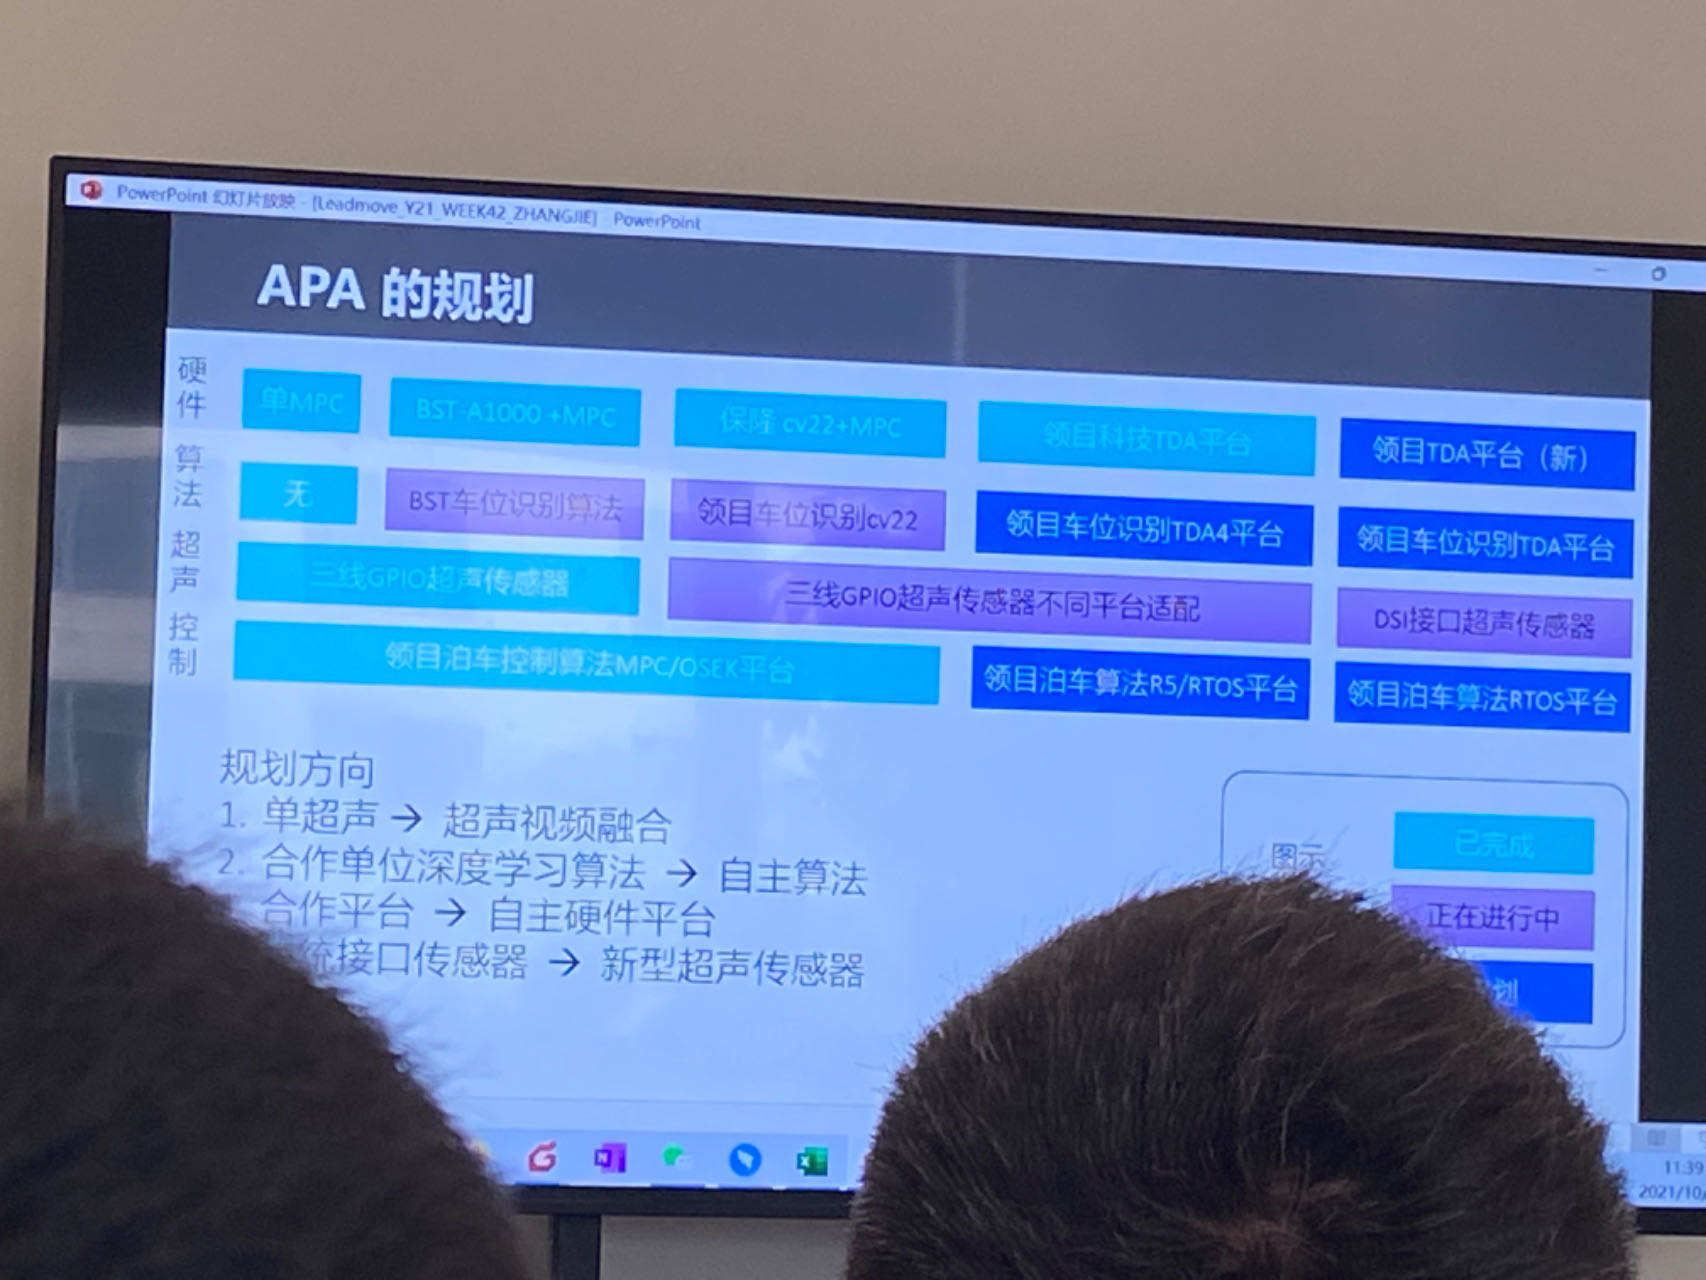 PowerPoint 幻灯片放映 - [Leadmove_Y21_WEEK42_ZHANGJIE] - PowerPoint
APA 的规划
硬件
单MPC
BST-A1000 +MPC
保隆 cv22+MPC
领目科技TDA平台
领目TDA平台（新）
算法
无
BST车位识别算法
领目车位识别cv22
领目车位识别TDA4平台
领目车位识别TDA平台
超声
三线GPIO超声传感器
三线GPIO超声传感器不同平台适配
DSI接口超声传感器
控制
领目泊车控制算法MPC/OSEK平台
领目泊车算法R5/RTOS平台
领目泊车算法RTOS平台
规划方向
1. 单超声 → 超声视频融合
2. 合作单位深度学习算法 → 自主算法
合作平台 → 自主硬件平台
统接口传感器 → 新型超声传感器
图示
已完成
正在进行中
划
11:39
2021/10/